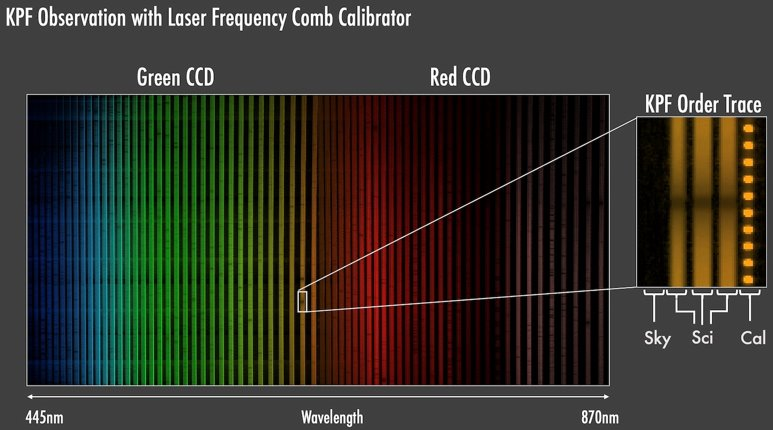 KPF Observation with Laser Frequency Comb Calibrator
Green CCD
Red CCD
KPF Order Trace
Sky
Sci
Cal
445nm
Wavelength
870nm